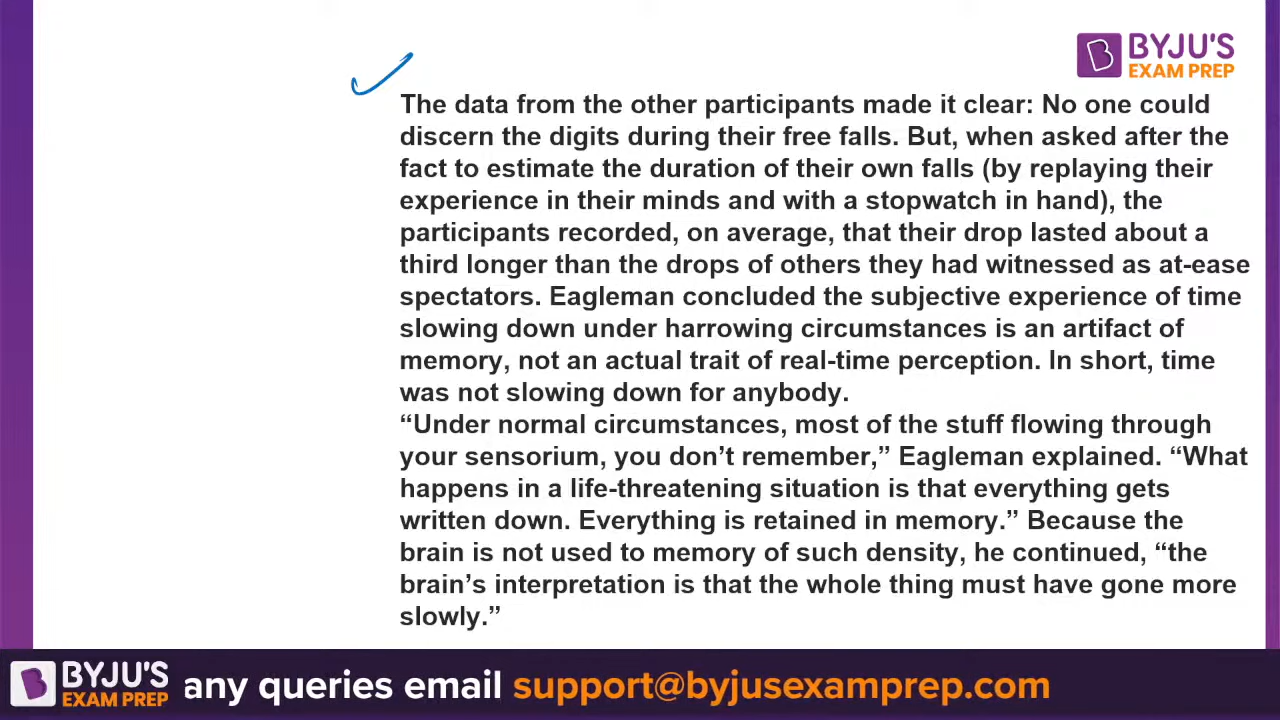 BYJU'S
EXAM PREP
The data from the other participants made it clear: No one could
discern the digits during their free falls. But, when asked after the
fact to estimate the duration of their own falls (by replaying their
experience in their minds and with a stopwatch in hand), the
participants recorded, on average, that their drop lasted about a
third longer than the drops of others they had witnessed as at-ease
spectators. Eagleman concluded the subjective experience of time
slowing down under harrowing circumstances is an artifact of
memory, not an actual trait of real-time perception. In short, time
was not slowing down for anybody.
“Under normal circumstances, most of the stuff flowing through
your sensorium, you don’t remember,” Eagleman explained. “What
happens in a life-threatening situation is that everything gets
written down. Everything is retained in memory.” Because the
brain is not used to memory of such density, he continued, “the
brain’s interpretation is that the whole thing must have gone more
slowly.”
BYJU'S
EXAM PREP
any queries email support@byjusexamprep.com